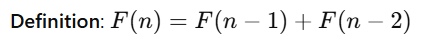 Definition: F(n) = F(n − 1) + F(n − 2)